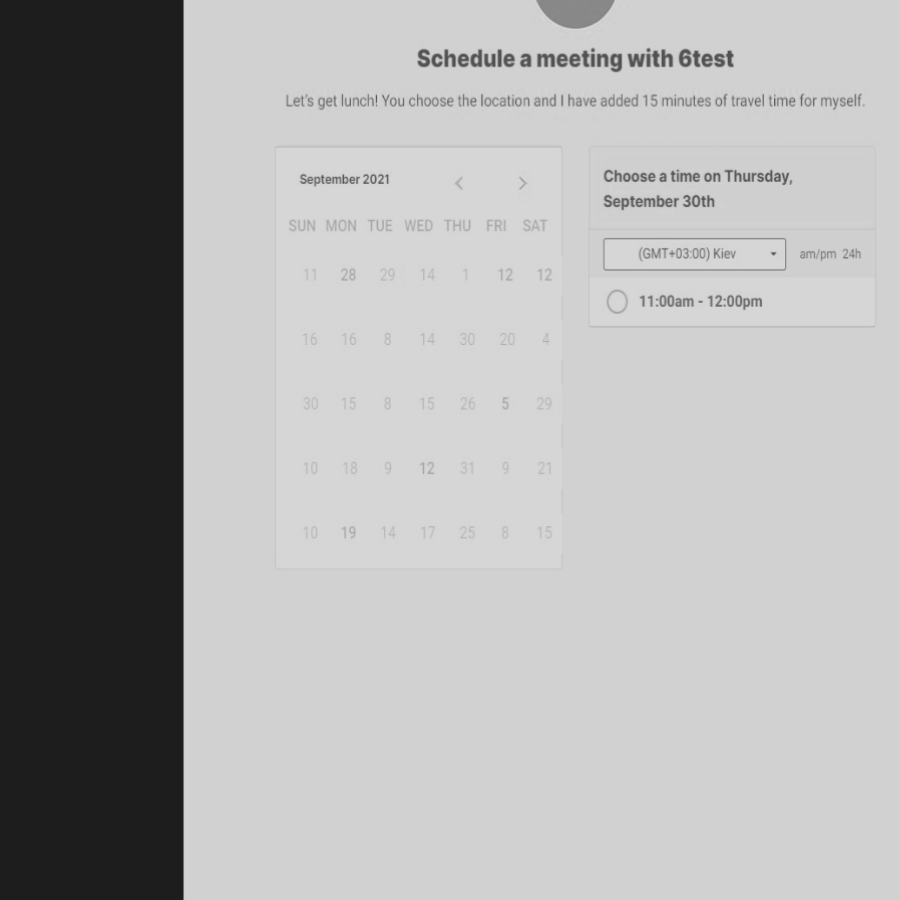 Schedule a meeting with 6test
Let's get lunch! You choose the location and I have added 15 minutes of travel time for myself.
September 2021
SUN MON TUE WED THU FRI SAT
11 28 29 14 1 12 12
16 16 8 14 30 20 4
30 15 8 15 26 5 29
10 18 9 12 31 9 21
10 19 14 17 25 8 15
Choose a time on Thursday,
September 30th
(GMT+03:00) Kiev am/pm 24h
11:00am - 12:00pm